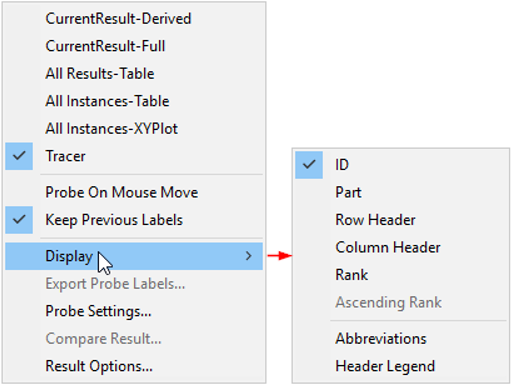 CurrentResult-Derived
CurrentResult-Full
All Results-Table
All Instances-Table
All Instances-XYPlot
Tracer
Probe On Mouse Move
Keep Previous Labels
Display
Export Probe Labels...
Probe Settings...
Compare Result...
Result Options...
ID
Part
Row Header
Column Header
Rank
Ascending Rank
Abbreviations
Header Legend